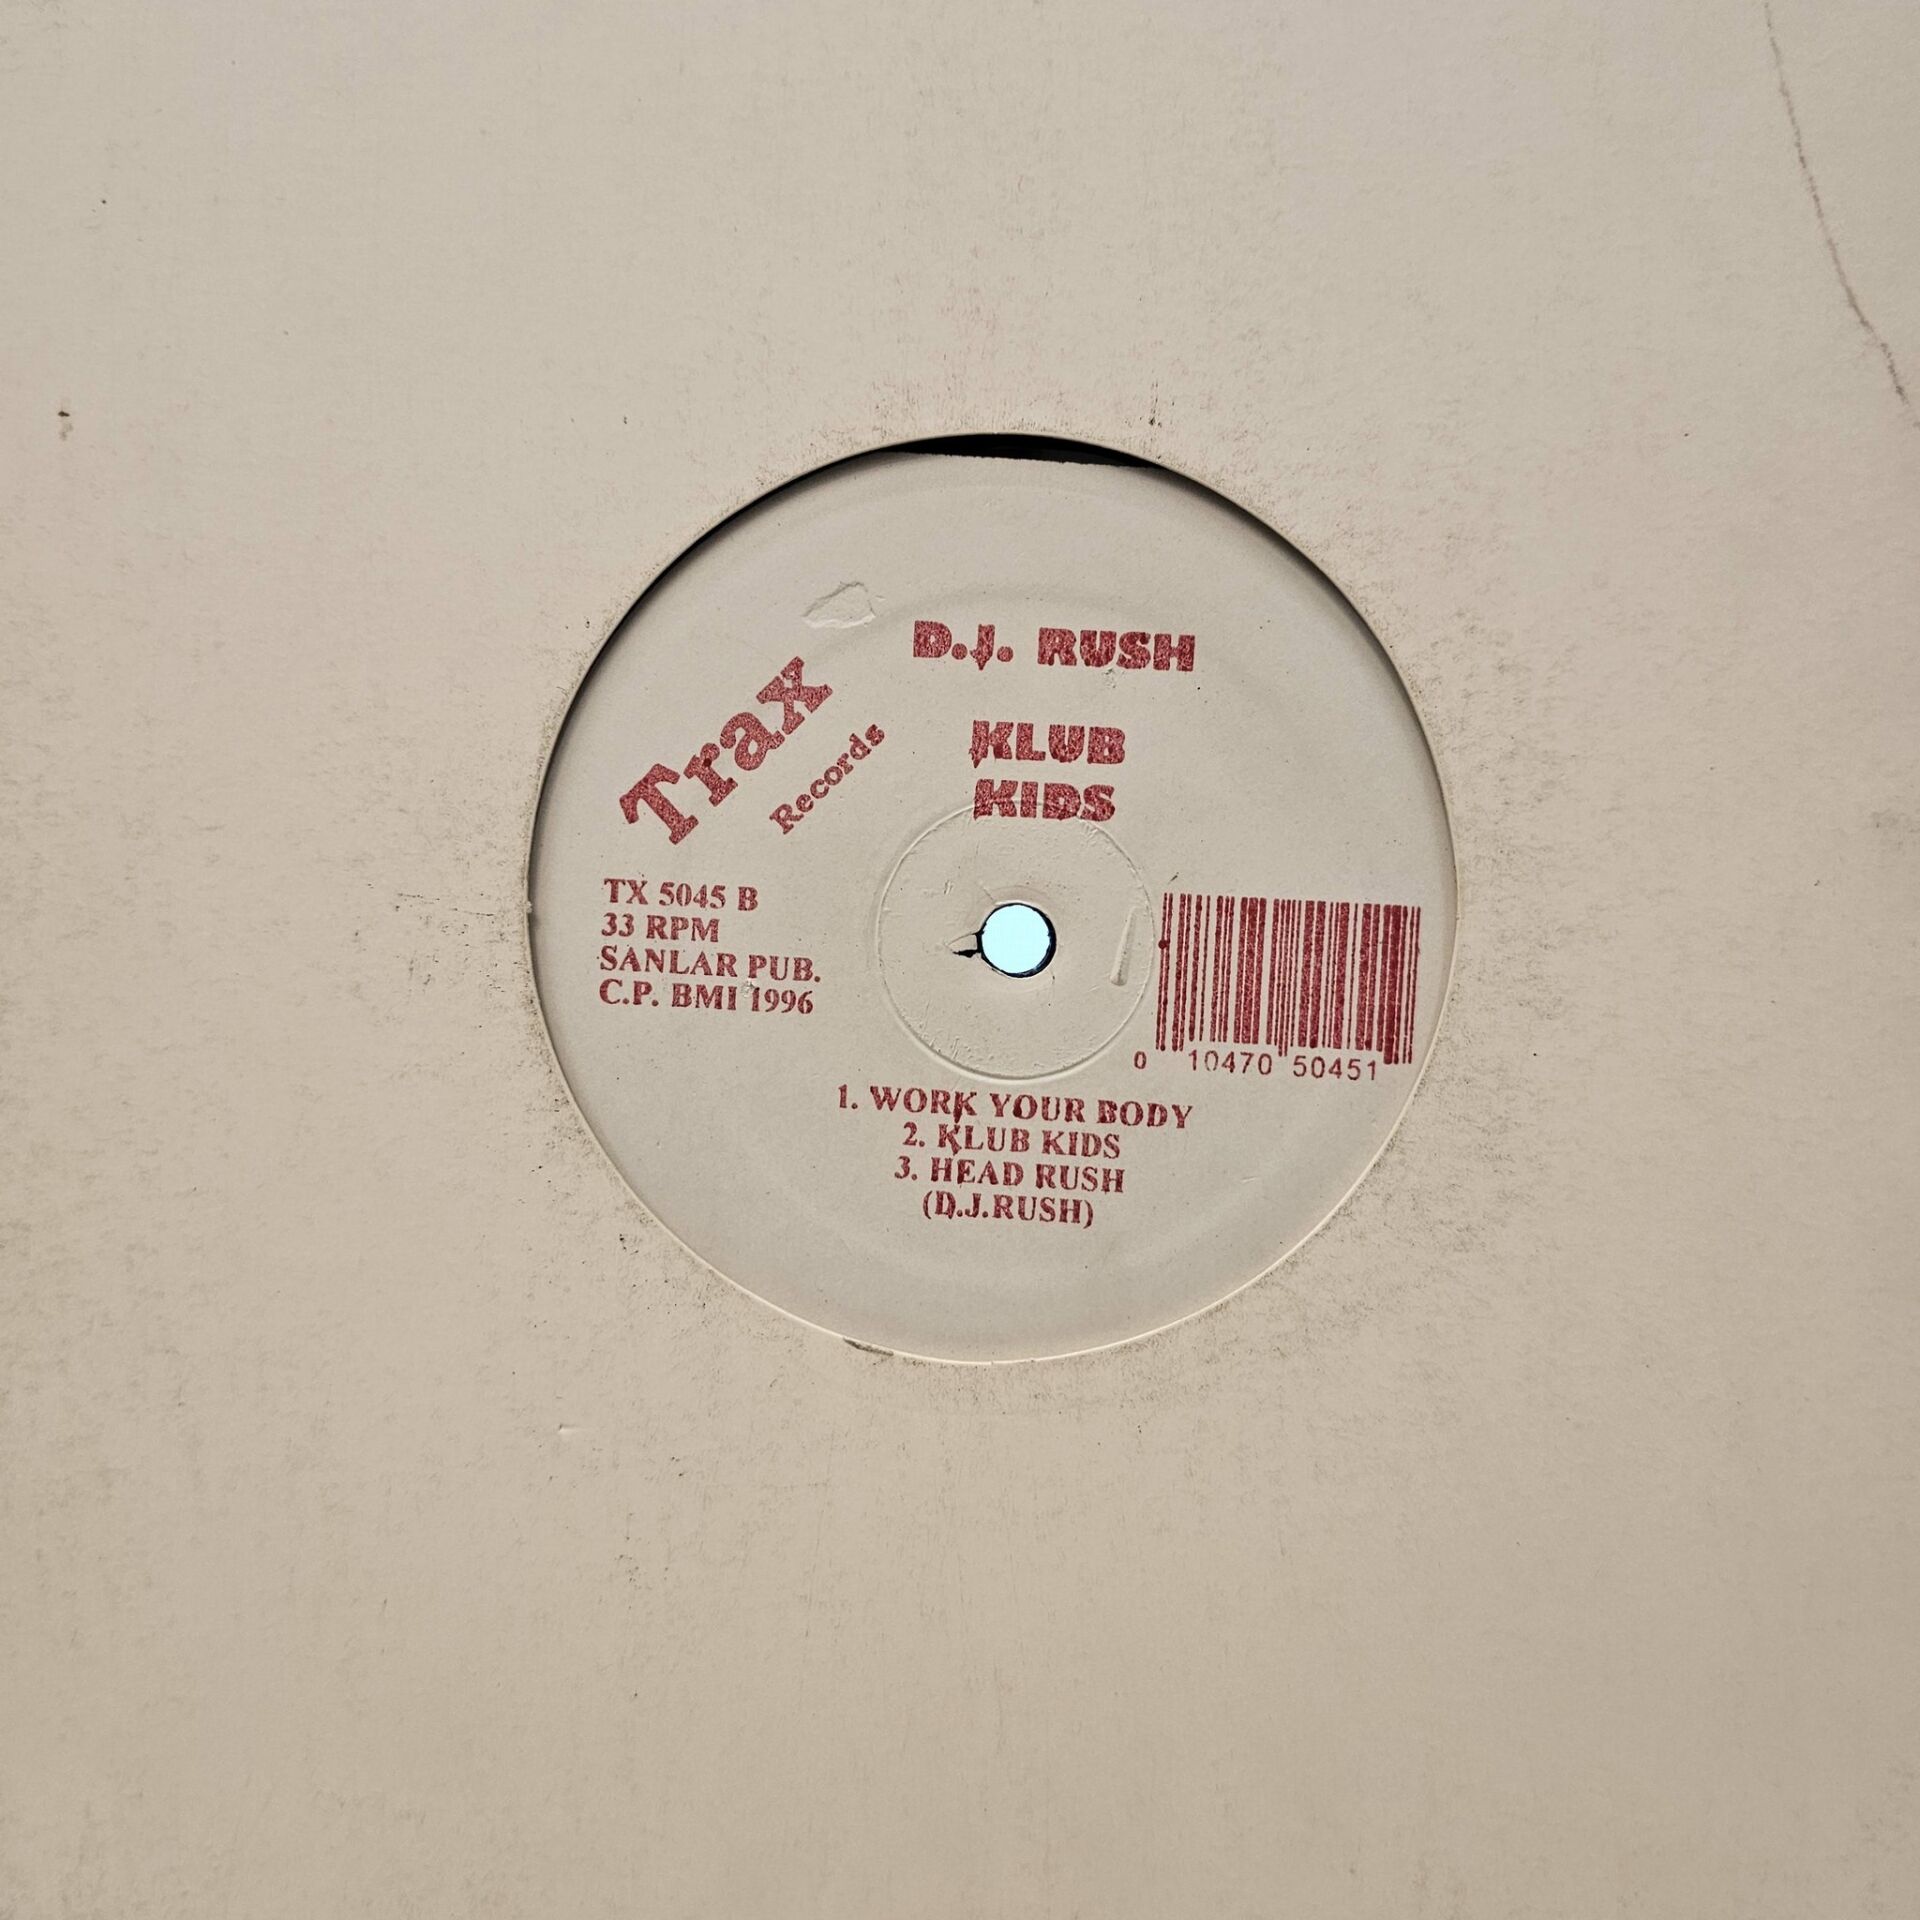 D.J. RUSH
Trax
Records
KLUB
KIDS
TX 5045 B
33 RPM
SANLAR PUB.
C.P. BMI 1996
0 10470 50451
1. WORK YOUR BODY
2. KLUB KIDS
3. HEAD RUSH
(D.J.RUSH)